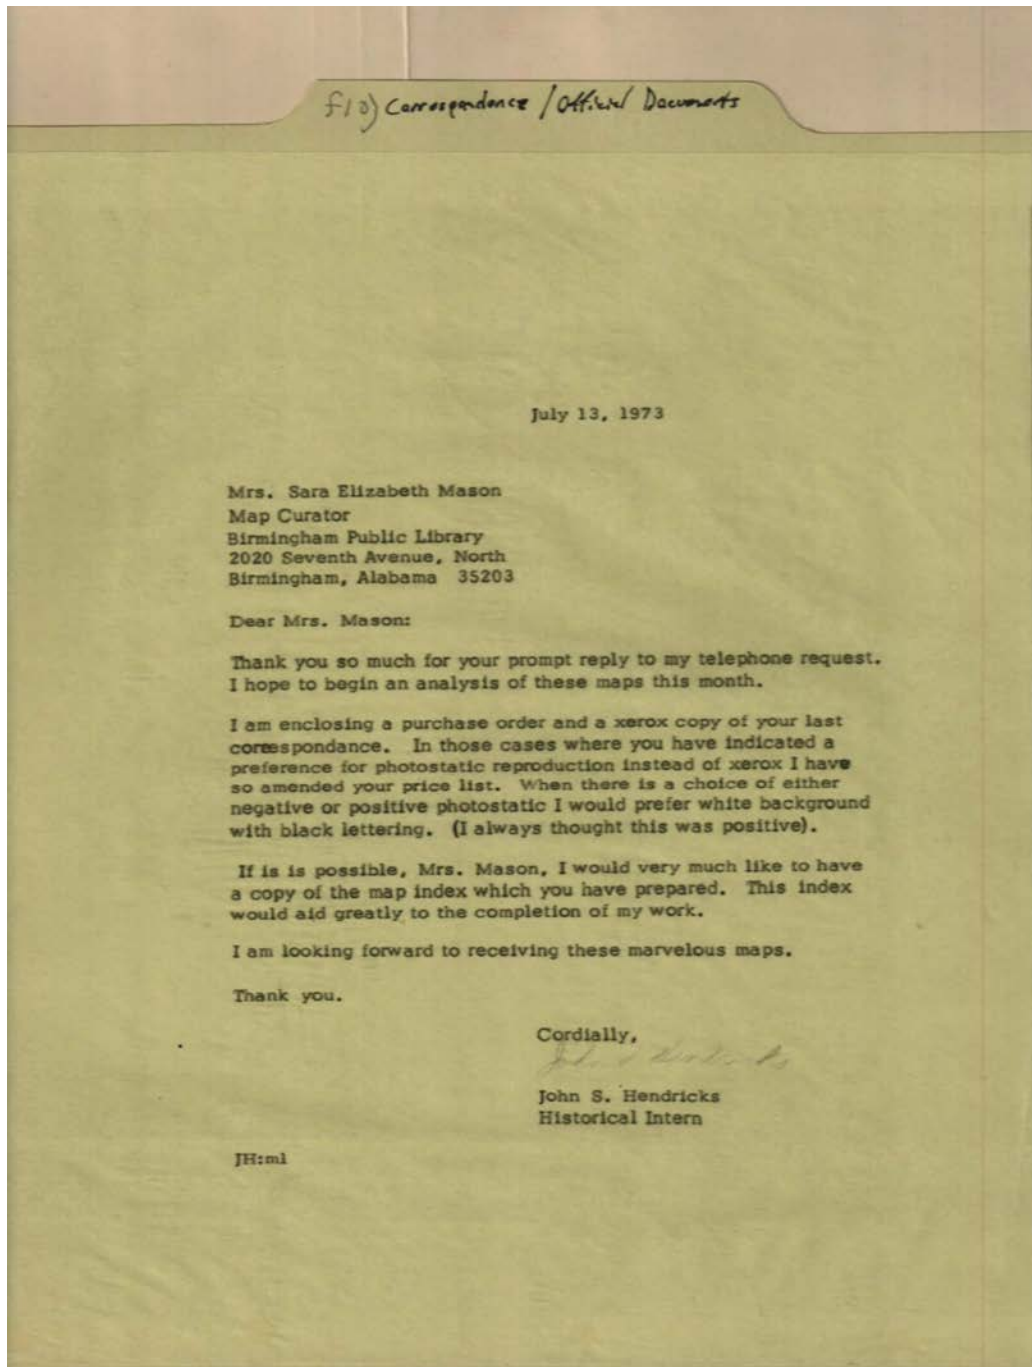 f10) Correspondence / Official Documents
July 13, 1973
Mrs. Sara Elizabeth Mason
Map Curator
Birmingham Public Library
2020 Seventh Avenue, North
Birmingham, Alabama 35203
Dear Mrs. Mason:
Thank you so much for your prompt reply to my telephone request.
I hope to begin an analysis of these maps this month.
I am enclosing a purchase order and a xerox copy of your last
correspondance. In those cases where you have indicated a
preference for photostatic reproduction instead of xerox I have
so amended your price list. When there is a choice of either
negative or positive photostatic I would prefer white background
with black lettering. (I always thought this was positive).
If is is possible, Mrs. Mason, I would very much like to have
a copy of the map index which you have prepared. This index
would aid greatly to the completion of my work.
I am looking forward to receiving these marvelous maps.
Thank you.
Cordially,
John S Hendricks
John S. Hendricks
Historical Intern
JH:ml